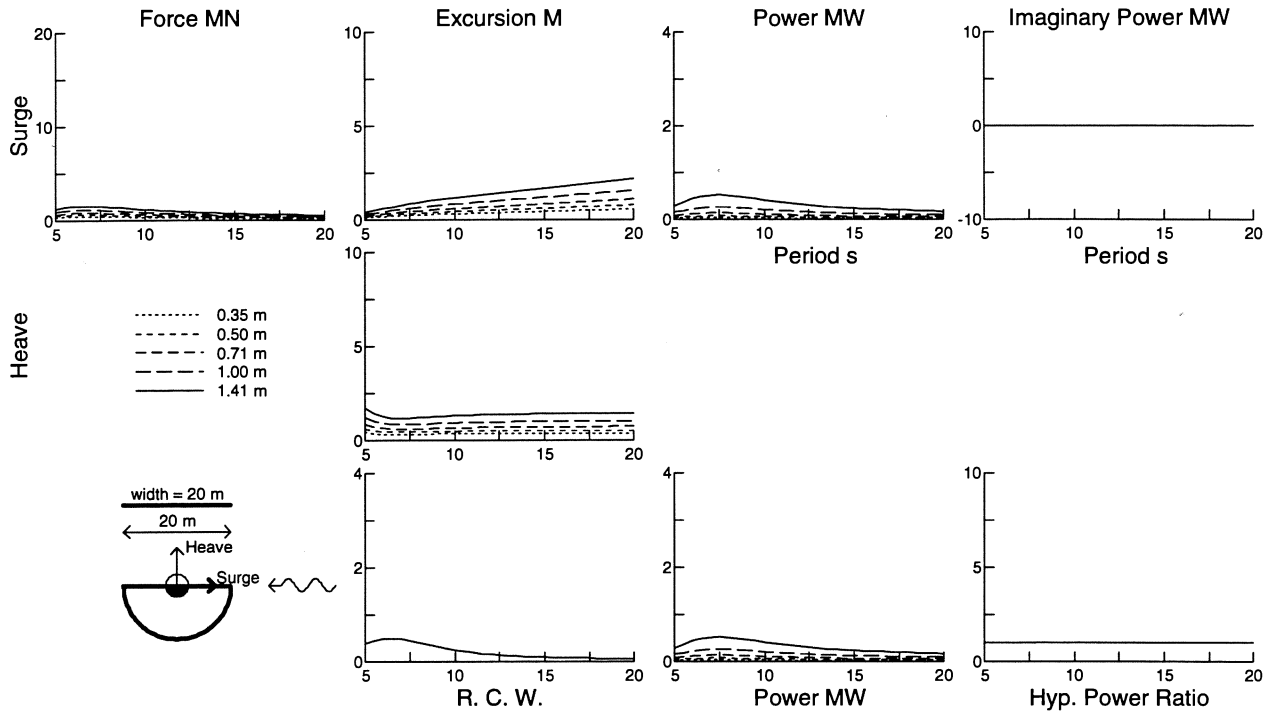 Force MN
Excursion M
Power MW
Imaginary Power MW
Surge
20
10
0
5 10 15 20
10
5
0
5 10 15 20
4
2
0
5 10 15 20
Period s
10
0
-10
5 10 15 20
Period s
Heave
0.35 m
0.50 m
0.71 m
1.00 m
1.41 m
10
5
0
5 10 15 20
width = 20 m
20 m
Heave
Surge
4
2
0
5 10 15 20
R. C. W.
4
2
0
5 10 15 20
Power MW
10
5
0
5 10 15 20
Hyp. Power Ratio